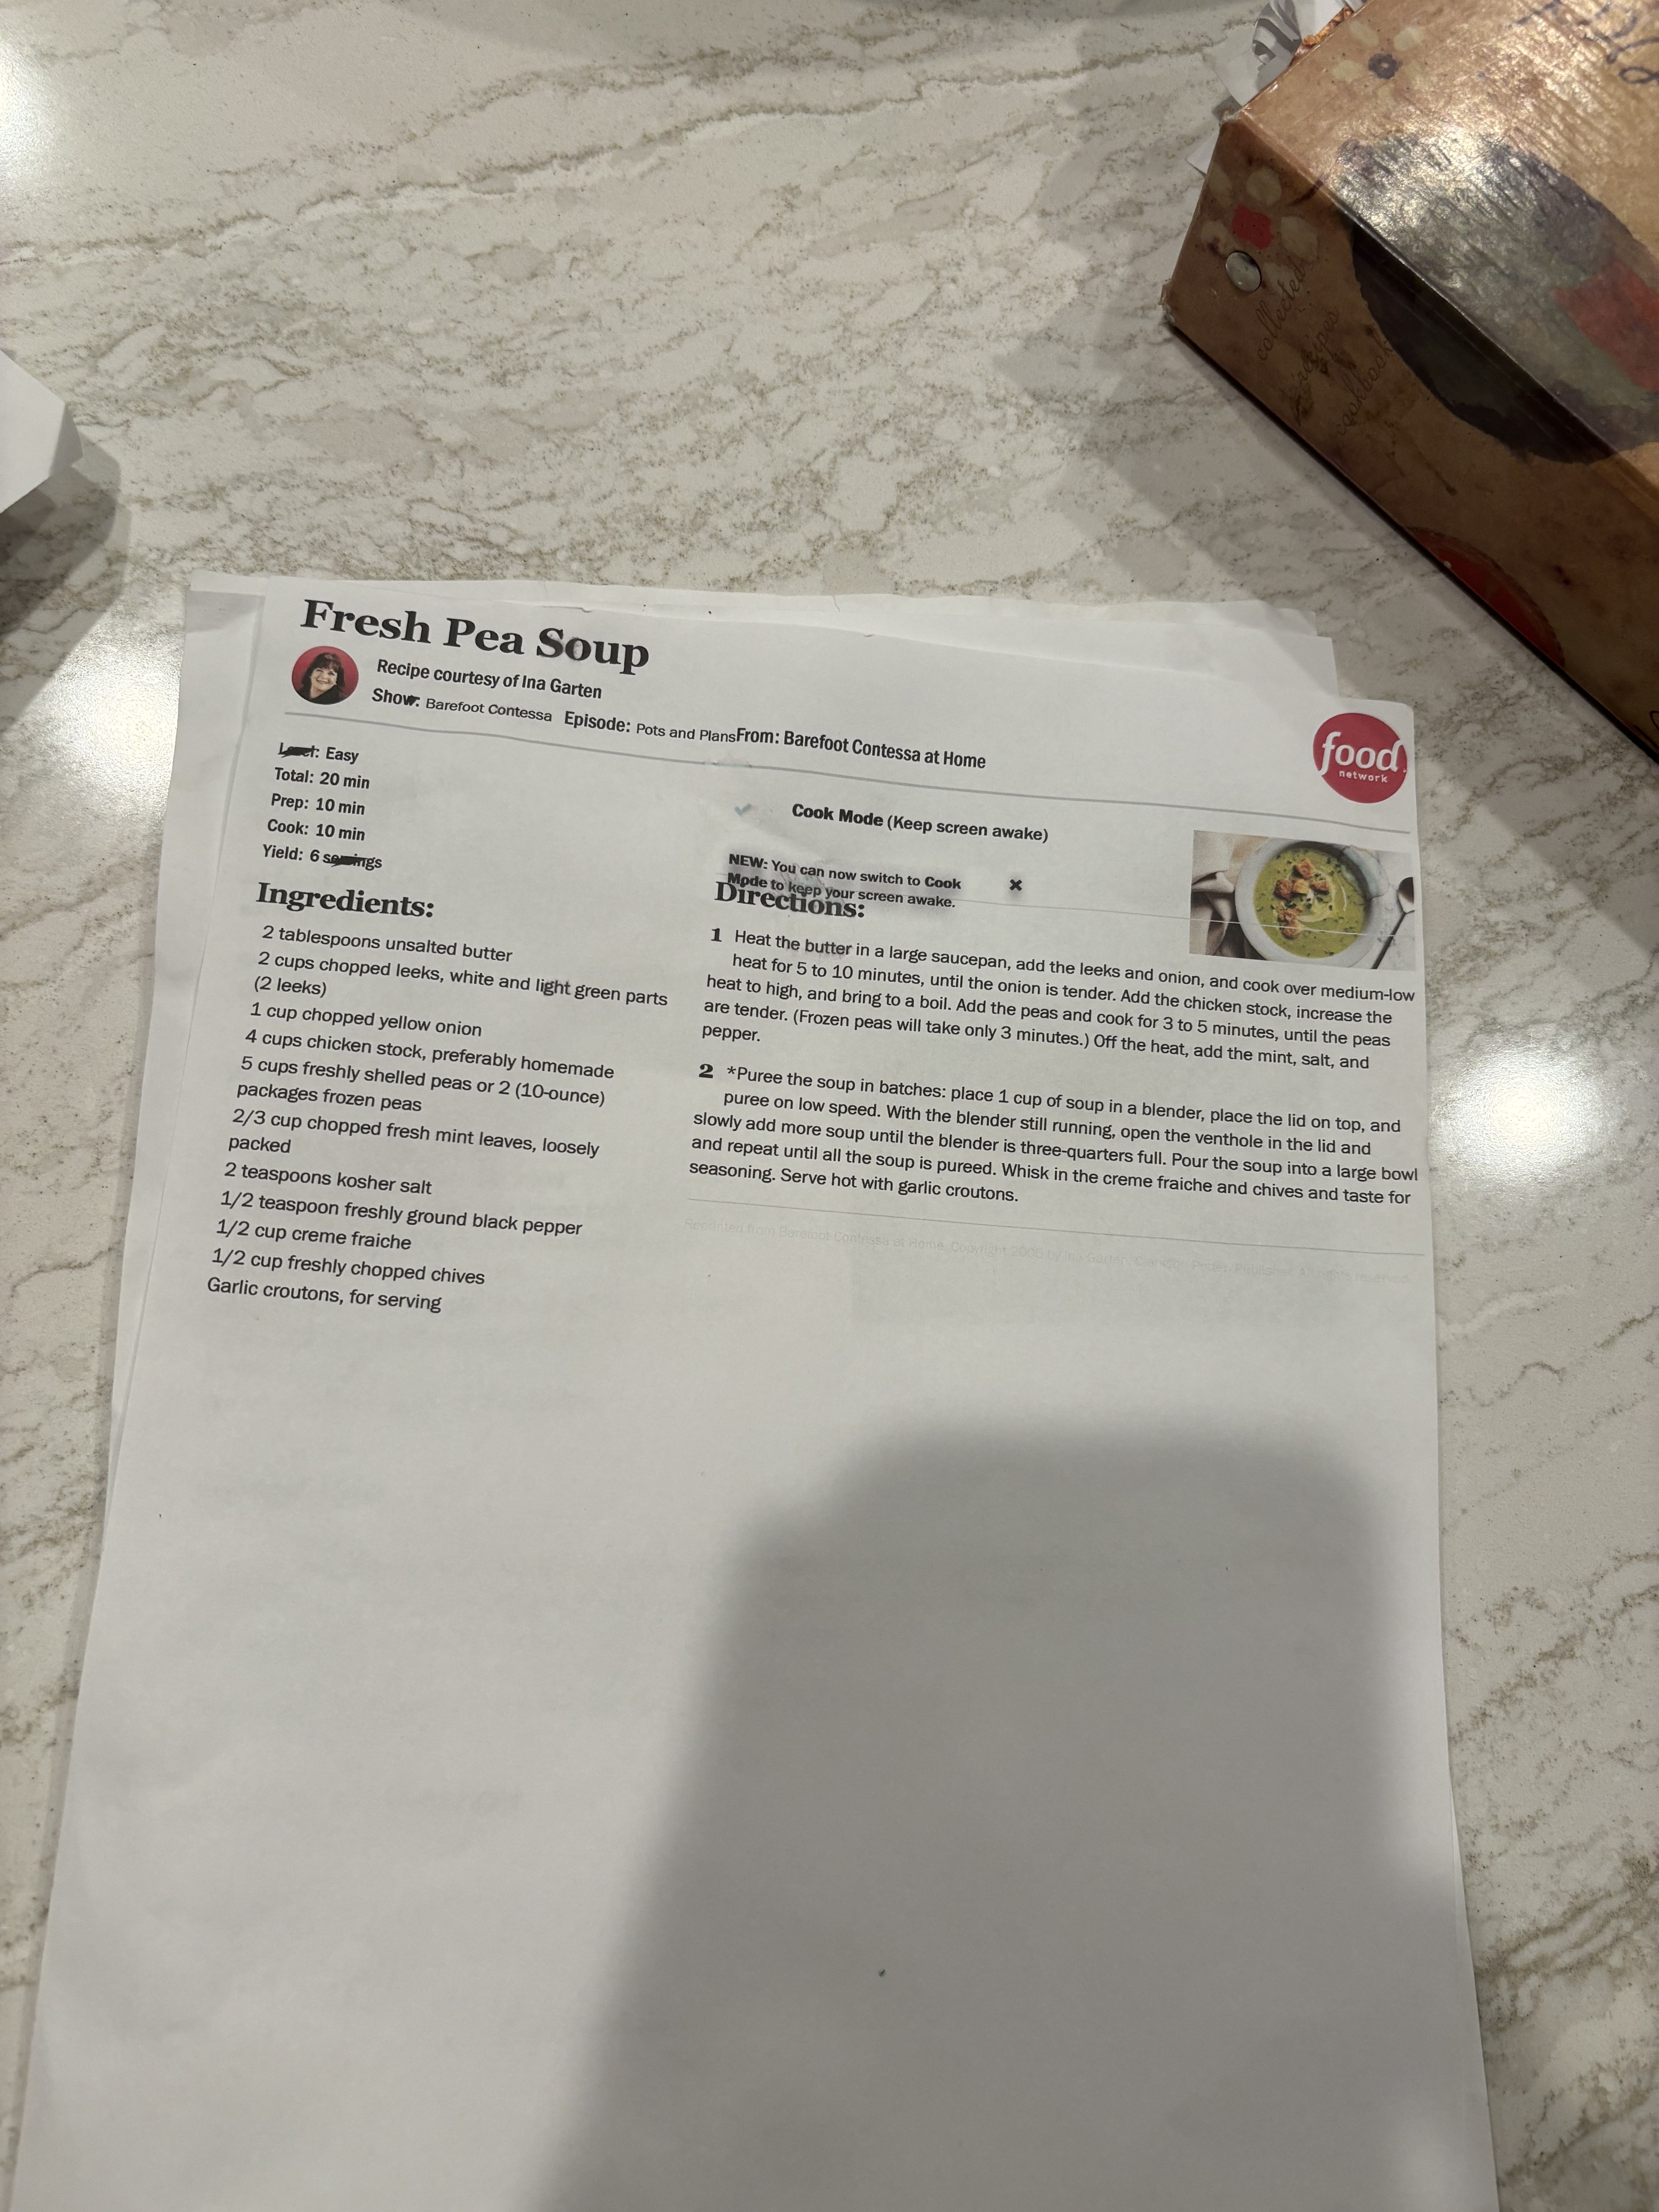 Fresh Pea Soup
Recipe courtesy of Ina Garten
Show: Barefoot Contessa Episode: Pots and PlansFrom: Barefoot Contessa at Home
food
network
Level: Easy
Total: 20 min
Prep: 10 min
Cook: 10 min
Yield: 6 servings
Ingredients:
2 tablespoons unsalted butter
2 cups chopped leeks, white and light green parts
(2 leeks)
1 cup chopped yellow onion
4 cups chicken stock, preferably homemade
5 cups freshly shelled peas or 2 (10-ounce)
packages frozen peas
2/3 cup chopped fresh mint leaves, loosely
packed
2 teaspoons kosher salt
1/2 teaspoon freshly ground black pepper
1/2 cup creme fraiche
1/2 cup freshly chopped chives
Garlic croutons, for serving
Cook Mode (Keep screen awake)
NEW: You can now switch to Cook
Mode to keep your screen awake.
Directions:
1 Heat the butter in a large saucepan, add the leeks and onion, and cook over medium-low
heat for 5 to 10 minutes, until the onion is tender. Add the chicken stock, increase the
heat to high, and bring to a boil. Add the peas and cook for 3 to 5 minutes, until the peas
are tender. (Frozen peas will take only 3 minutes.) Off the heat, add the mint, salt, and
pepper.
2 *Puree the soup in batches: place 1 cup of soup in a blender, place the lid on top, and
puree on low speed. With the blender still running, open the venthole in the lid and
slowly add more soup until the blender is three-quarters full. Pour the soup into a large bowl
and repeat until all the soup is pureed. Whisk in the creme fraiche and chives and taste for
seasoning. Serve hot with garlic croutons.
Reprinted from Barefoot Contessa at Home, Copyright 2006 by Ina Garten
collected
recipes
cookbook